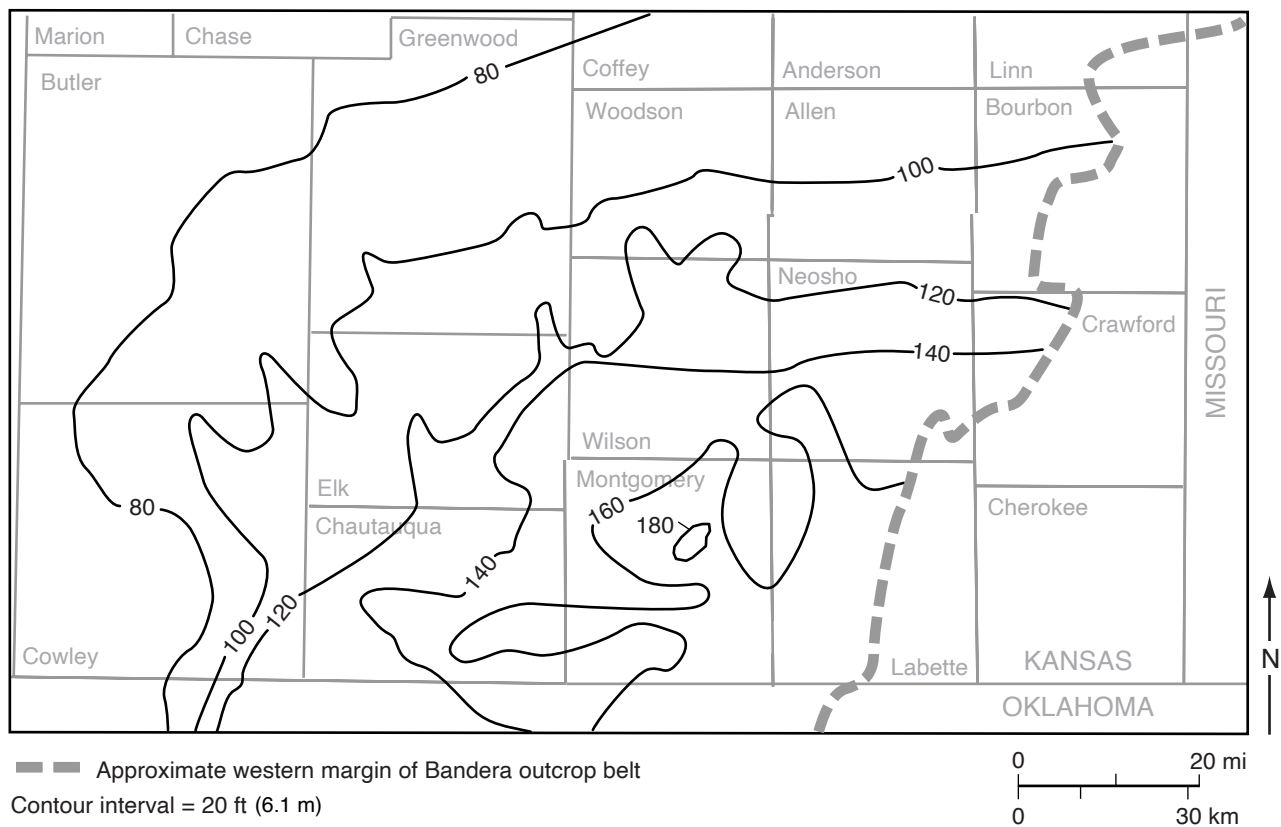 Marion
Chase
Greenwood
80
Coffey
Anderson
Linn
Butler
Woodson
Allen
Bourbon
100
Neosho
120
Crawford
140
MISSOURI
Wilson
Elk
Montgomery
80
160
180
Cherokee
Chautauqua
140
120
100
Cowley
Labette
KANSAS
N
OKLAHOMA
Approximate western margin of Bandera outcrop belt
0 20 mi
Contour interval = 20 ft (6.1 m)
0 30 km